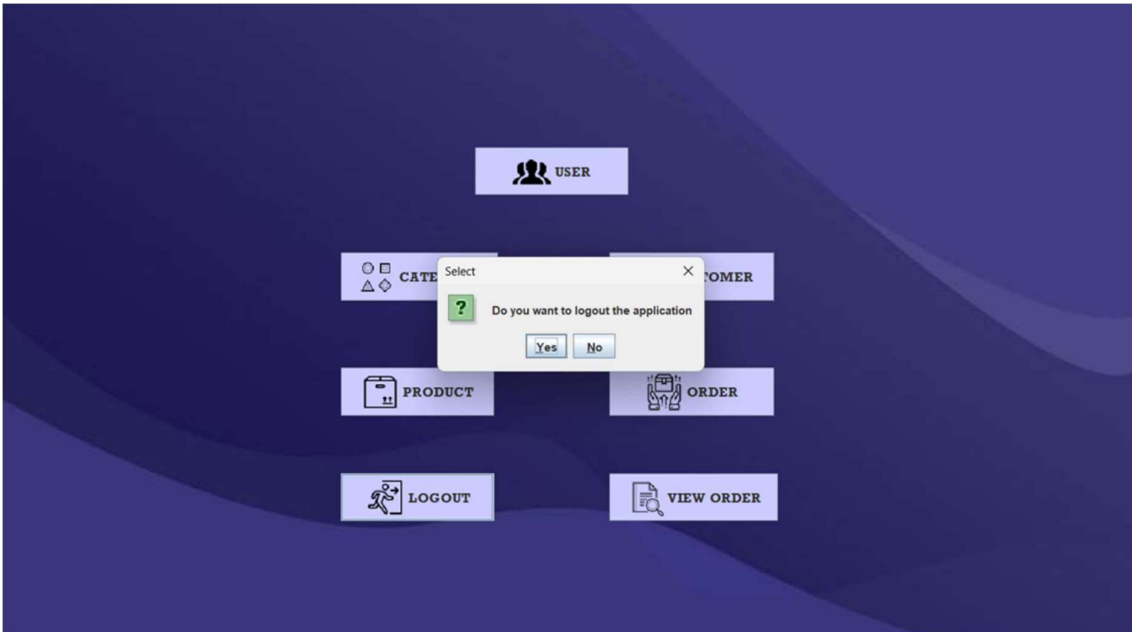 USER
Select
CATE
TOMER
?
Do you want to logout the application
Yes
No
PRODUCT
ORDER
LOGOUT
VIEW ORDER